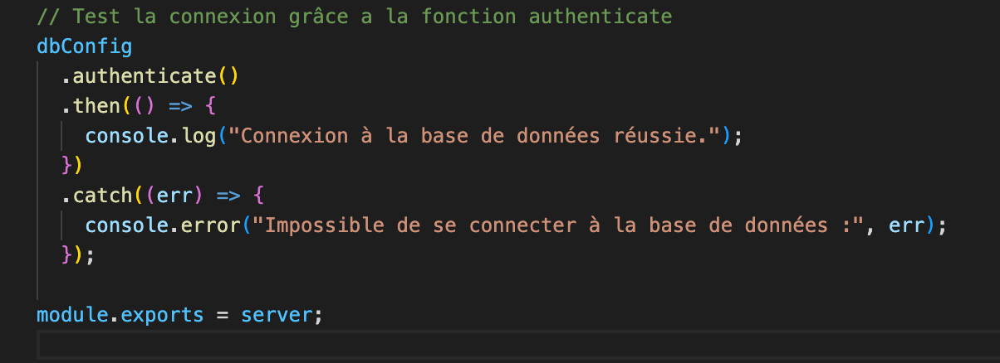 // Test la connexion grâce a la fonction authenticate
dbConfig
  .authenticate()
  .then(() => {
    console.log("Connexion à la base de données réussie.");
  })
  .catch((err) => {
    console.error("Impossible de se connecter à la base de données :", err);
  });
module.exports = server;